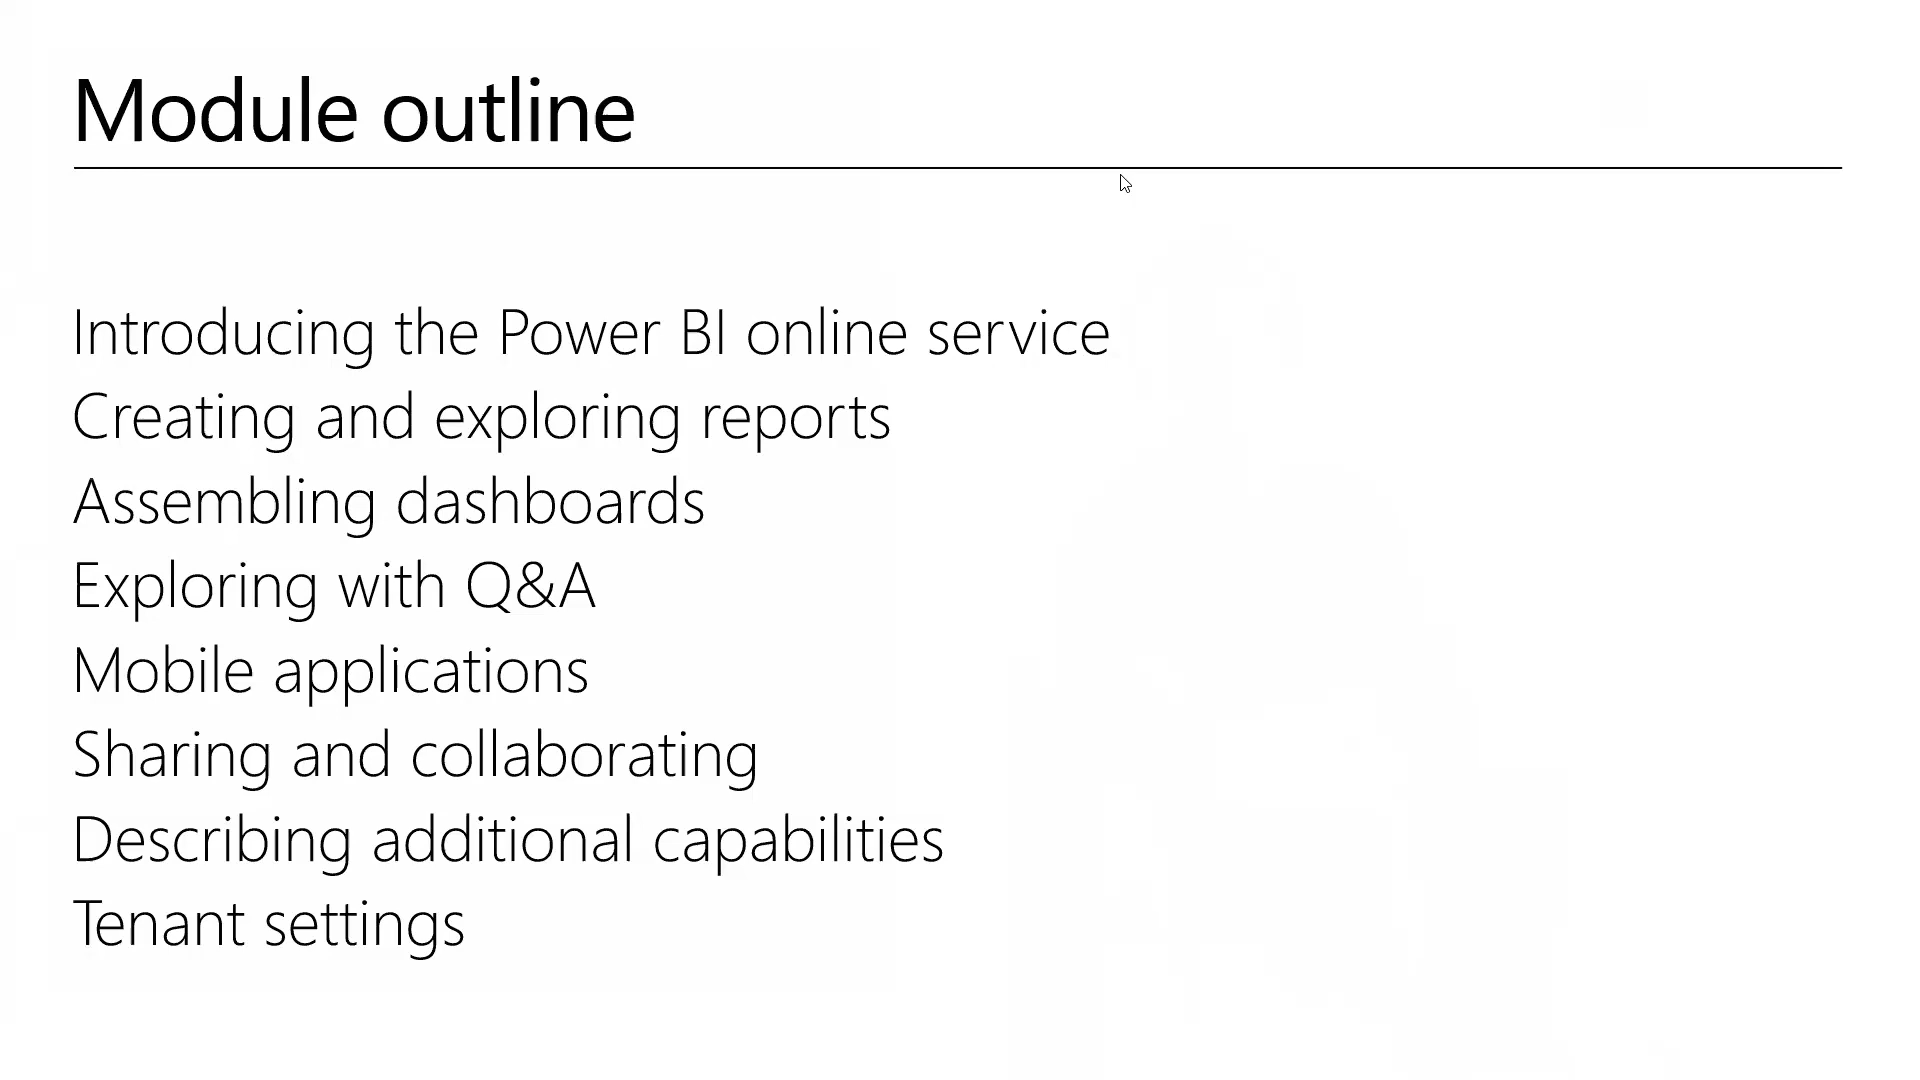 Module outline
Introducing the Power BI online service
Creating and exploring reports
Assembling dashboards
Exploring with Q&A
Mobile applications
Sharing and collaborating
Describing additional capabilities
Tenant settings